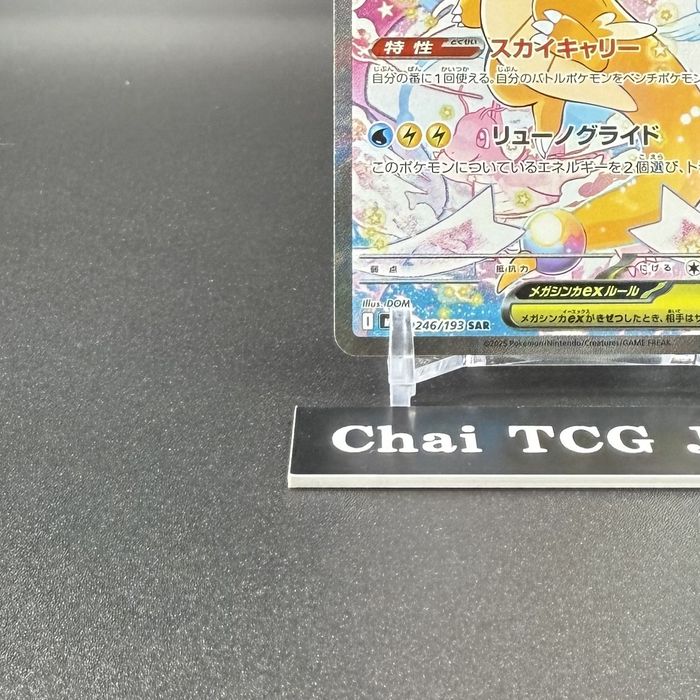 特性 とくせい スカイキャリー
自分の番に1回使える。自分のバトルポケモンをベンチポケモン
リューノグライド
このポケモンについているエネルギーを2個選び、ト
弱点 抵抗力 にげる
メガシンカexルール
メガシンカexがきぜつしたとき、相手はサ
Illus. DOM
246/193 SAR
©2025 Pokémon/Nintendo/Creatures/GAME FREAK
Chai TCG J